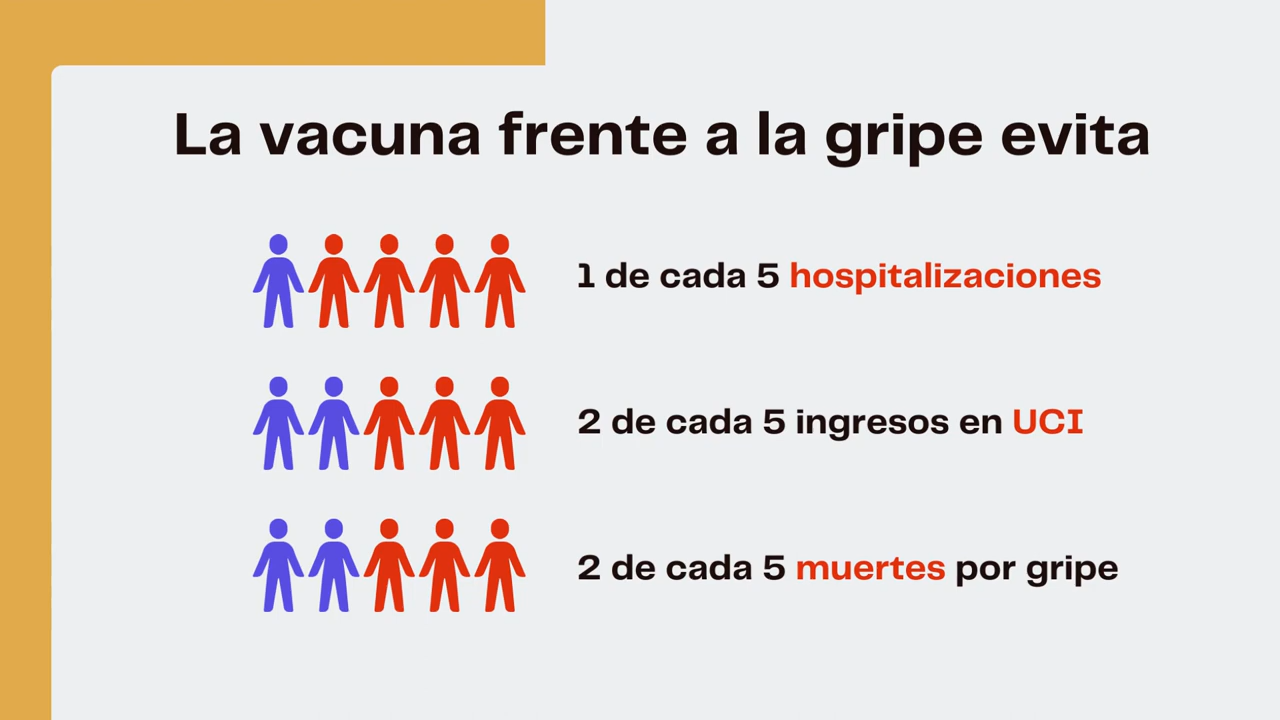 La vacuna frente a la gripe evita
1 de cada 5 hospitalizaciones
2 de cada 5 ingresos en UCI
2 de cada 5 muertes por gripe